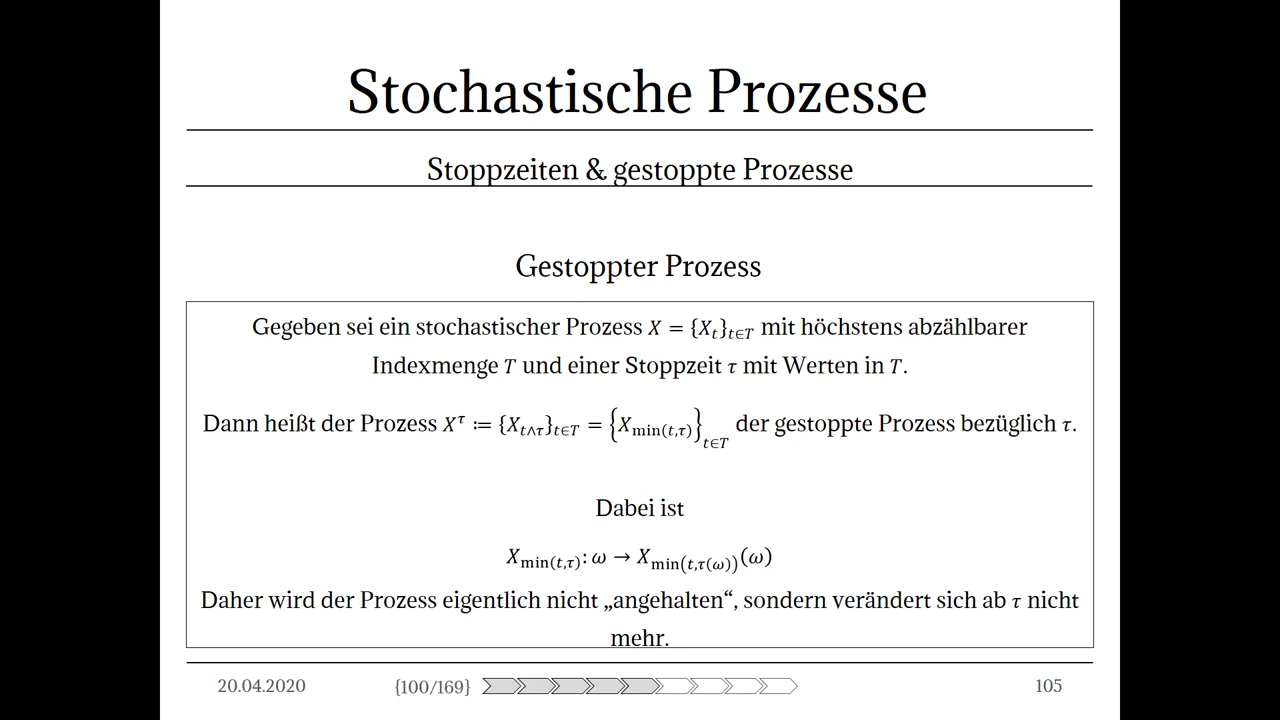 Stochastische Prozesse
Stoppzeiten & gestoppte Prozesse
Gestoppter Prozess
Gegeben sei ein stochastischer Prozess X = {X_t}_{t∈T} mit höchstens abzählbarer
Indexmenge T und einer Stoppzeit τ mit Werten in T.
Dann heißt der Prozess X^τ ≔ {X_{t∧τ}}_{t∈T} = {X_{min(t,τ)}}_{t∈T} der gestoppte Prozess bezüglich τ.
Dabei ist
X_{min(t,τ)}: ω → X_{min(t,τ(ω))}(ω)
Daher wird der Prozess eigentlich nicht „angehalten“, sondern verändert sich ab τ nicht
mehr.
20.04.2020 {100/169} 105